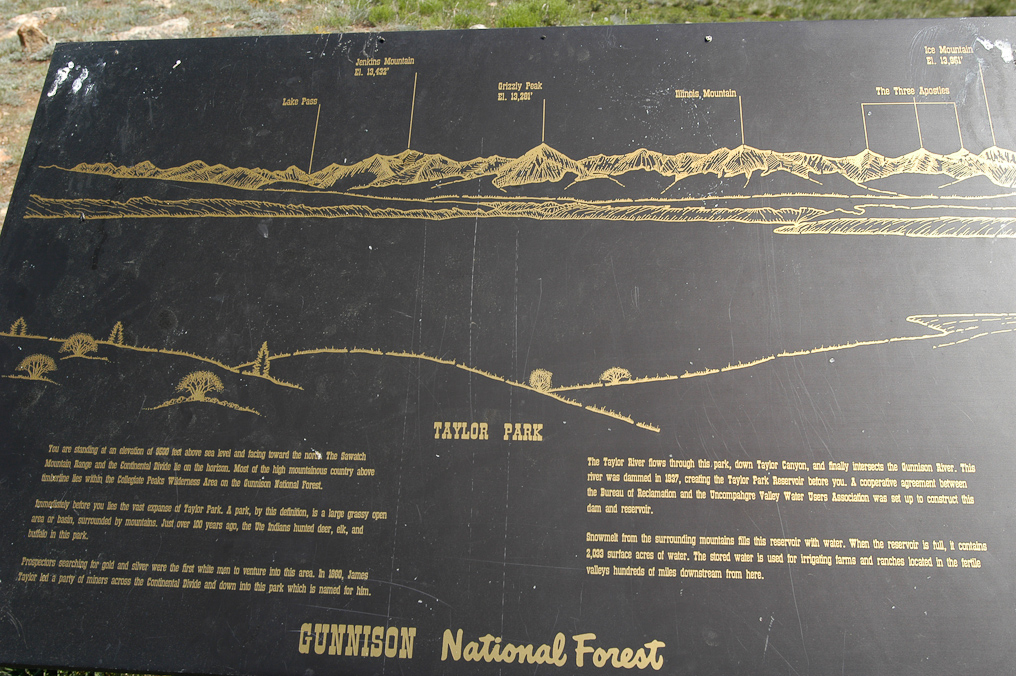 Jenkins Mountain
El. 13,432'
Ice Mountain
El. 13,951'
Grizzly Peak
El. 13,281'
Lake Pass
Illinois Mountain
The Three Apostles
TAYLOR PARK
You are standing at an elevation of feet above sea level and facing toward the north. The Sawatch
Mountain Range and the Continental Divide lie on the horizon. Most of the high mountainous country above
timberline lies within the Collegiate Peaks Wilderness Area on the Gunnison National Forest.
Immediately before you lies the vast expanse of Taylor Park. A park, by this definition, is a large grassy open
area or basin, surrounded by mountains. Just over 100 years ago, the Ute Indians hunted deer, elk, and
buffalo in this park.
Prospectors searching for gold and silver were the first white men to venture into this area. In James
Taylor led a party of miners across the Continental Divide and down into this park which is named for him.
The Taylor River flows through this park, down Taylor Canyon, and finally intersects the Gunnison River. This
river was dammed in 1937, creating the Taylor Park Reservoir before you. A cooperative agreement between
the Bureau of Reclamation and the Uncompahgre Valley Water Users Association was set up to construct this
dam and reservoir.
Snowmelt from the surrounding mountains fills this reservoir with water. When the reservoir is full, it contains
2,033 surface acres of water. The stored water is used for irrigating farms and ranches located in the fertile
valleys hundreds of miles downstream from here.
GUNNISON National Forest